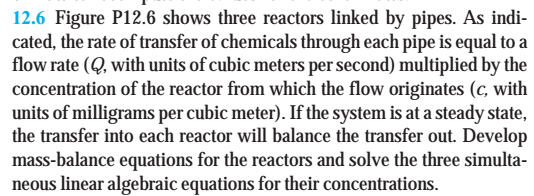 12.6 Figure P12.6 shows three reactors linked by pipes. As indi-
cated, the rate of transfer of chemicals through each pipe is equal to a
flow rate (Q, with units of cubic meters per second) multiplied by the
concentration of the reactor from which the flow originates (c, with
units of milligrams per cubic meter). If the system is at a steady state,
the transfer into each reactor will balance the transfer out. Develop
mass-balance equations for the reactors and solve the three simulta-
neous linear algebraic equations for their concentrations.